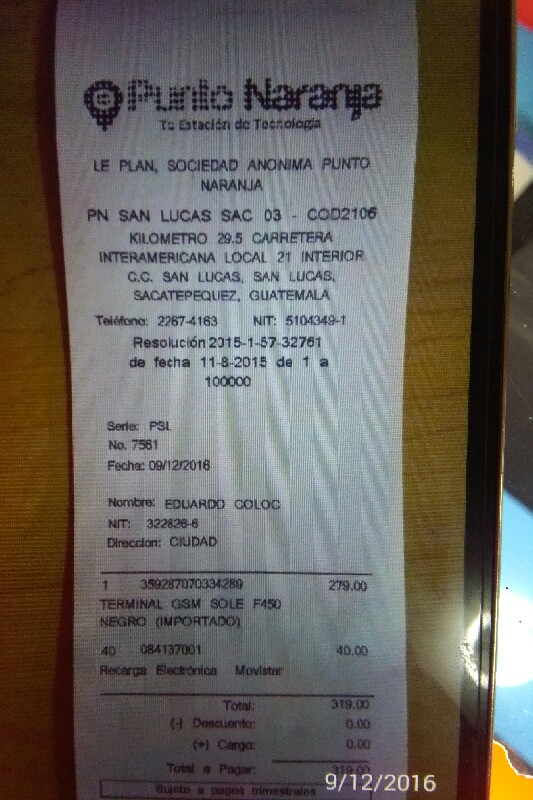 Punto Naranja
Tu Estación de Tecnología
LE PLAN, SOCIEDAD ANONIMA PUNTO
NARANJA
PN SAN LUCAS SAC 03 - COD2106
KILOMETRO 29.5 CARRETERA
INTERAMERICANA LOCAL 21 INTERIOR
C.C. SAN LUCAS, SAN LUCAS,
SACATEPEQUEZ, GUATEMALA
Teléfono: 2267-4163 NIT: 5104349-1
Resolución 2015-1-57-32761
de fecha 11-8-2015 de 1 a
100000
Serie: PSL
No. 7561
Fecha: 09/12/2016
Nombre: EDUARDO COLOC
NIT: 322826-6
Direccion: CIUDAD
1 359287070334289 279.00
TERMINAL GSM SOLE F450
NEGRO (IMPORTADO)
40 084137001 40.00
Recarga Electrónica Movistar
Total: 319.00
(-) Descuento: 0.00
(+) Cargo: 0.00
Total a Pagar: 319.00
Sujeto a pagos trimestrales
9/12/2016